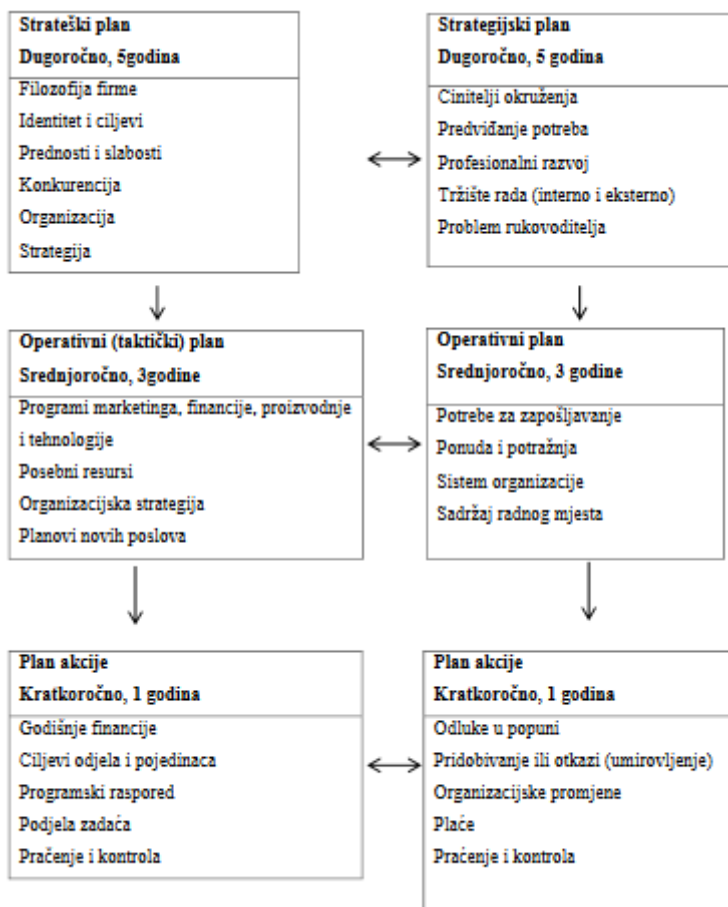 Strateški plan
Dugoročno, 5godina
Filozofija firme
Identitet i ciljevi
Prednosti i slabosti
Konkurencija
Organizacija
Strategija
Strategijski plan
Dugoročno, 5 godina
Cinitelji okruženja
Predviđanje potreba
Profesionalni razvoj
Tržište rada (interno i eksterno)
Problem rukovoditelja
Operativni (taktički) plan
Srednjoročno, 3godine
Programi marketinga, financije, proizvodnje
i tehnologije
Posebni resursi
Organizacijska strategija
Planovi novih poslova
Operativni plan
Srednjoročno, 3 godine
Potrebe za zapošljavanje
Ponuda i potražnja
Sistem organizacije
Sadržaj radnog mjesta
Plan akcije
Kratkoročno, 1 godina
Godišnje financije
Ciljevi odjela i pojedinaca
Programski raspored
Podjela zadaća
Pračenje i kontrola
Plan akcije
Kratkoročno, 1 godina
Odluke u popuni
Pridobivanje ili otkazi (umirovljenje)
Organizacijske promjene
Plaće
Praćenje i kontrola